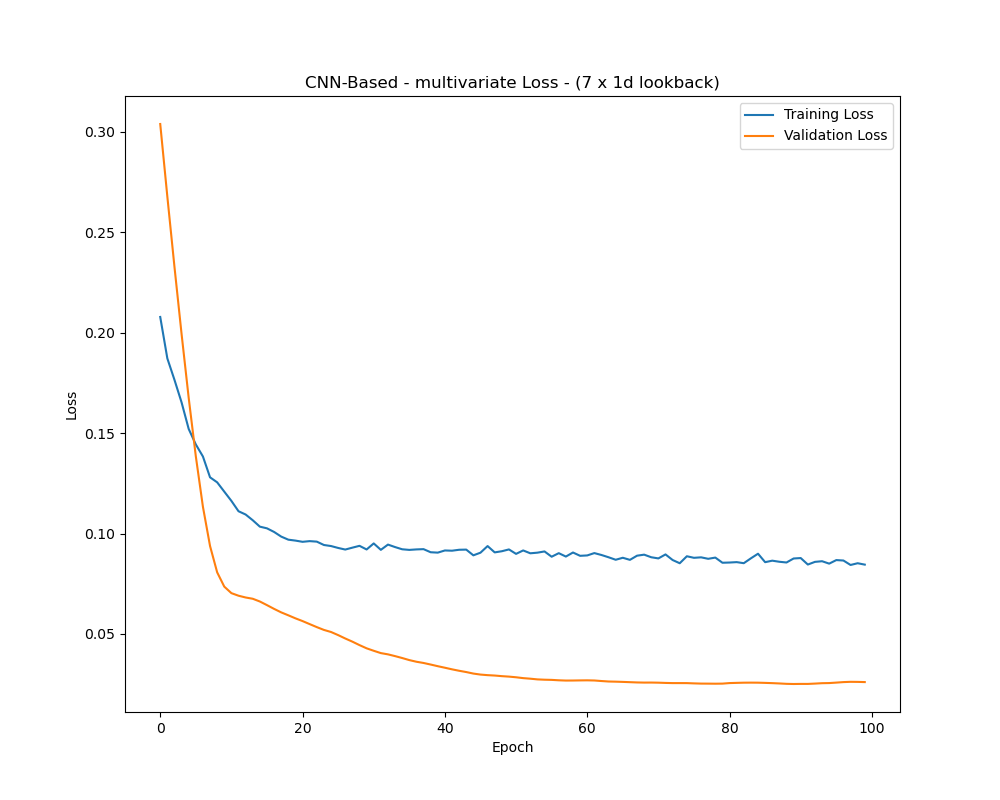 CNN-Based - multivariate Loss - (7 x 1d lookback)
Training Loss
Validation Loss
0.30
0.25
0.20
0.15
0.10
0.05
Loss
0 20 40 60 80 100
Epoch